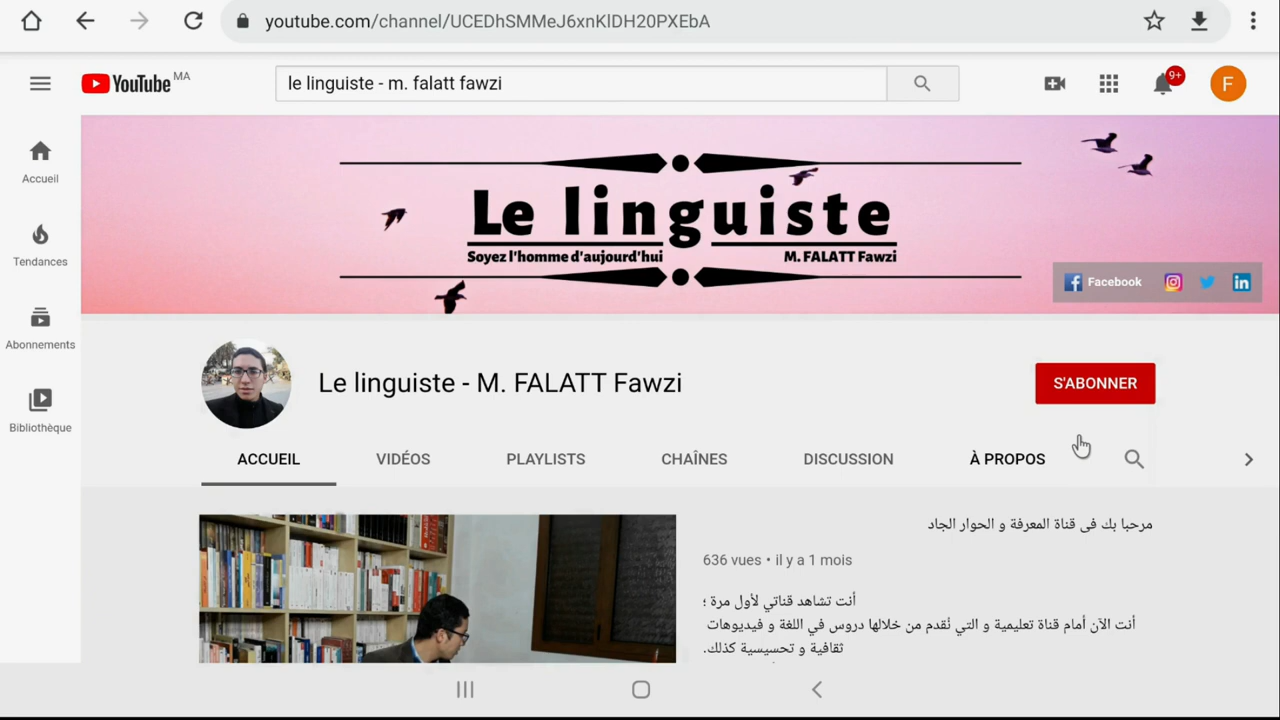 youtube.com/channel/UCEDhSMMeJ6xnKlDH20PXEbA
YouTube MA
le linguiste - m. falatt fawzi
9+
F
Accueil
Tendances
Abonnements
Bibliothèque
Le linguiste
Soyez l'homme d'aujourd'hui
M. FALATT Fawzi
Facebook
Le linguiste - M. FALATT Fawzi
S'ABONNER
ACCUEIL
VIDÉOS
PLAYLISTS
CHAÎNES
DISCUSSION
À PROPOS
مرحبا بك في قناة المعرفة و الحوار الجاد
636 vues • il y a 1 mois
أنت تشاهد قناتي لأول مرة ؛
أنت الآن أمام قناة تعليمية و التي نُقدم من خلالها دروس في اللغة و فيديوهات
ثقافية و تحسيسية كذلك.